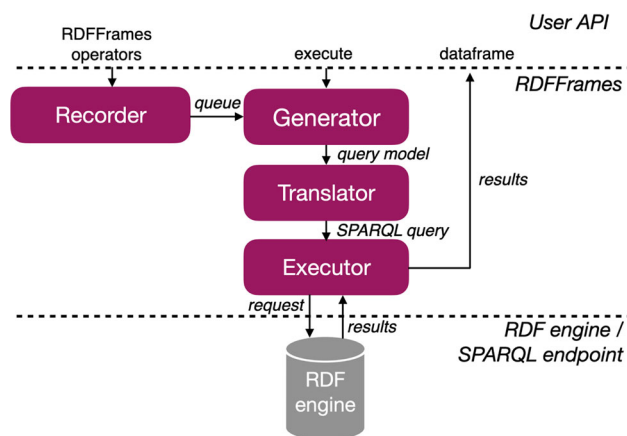 User API
RDFFrames
operators
execute
dataframe
RDFFrames
Recorder
queue
Generator
query model
Translator
results
SPARQL query
Executor
request
results
RDF engine /
SPARQL endpoint
RDF
engine